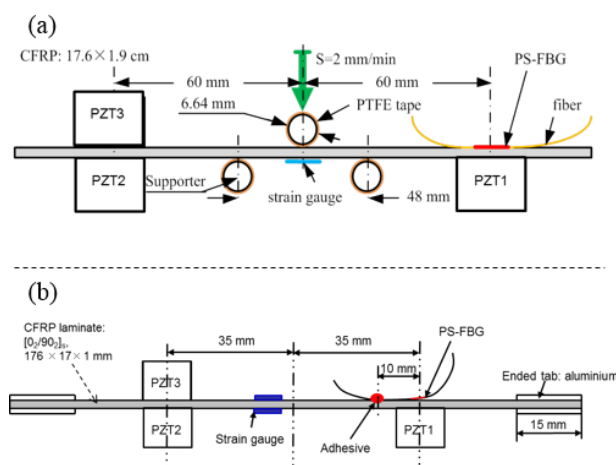 (a)
CFRP: 17.6×1.9 cm
S=2 mm/min
PS-FBG
60 mm
60 mm
6.64 mm
PTFE tape
fiber
PZT3
PZT2
Supporter
strain gauge
48 mm
PZT1
(b)
CFRP laminate:
[0₂/90₂]ₛ,
176 × 17× 1 mm
35 mm
35 mm
PS-FBG
10 mm
PZT3
Ended tab: aluminium
PZT2
Strain gauge
Adhesive
PZT1
15 mm